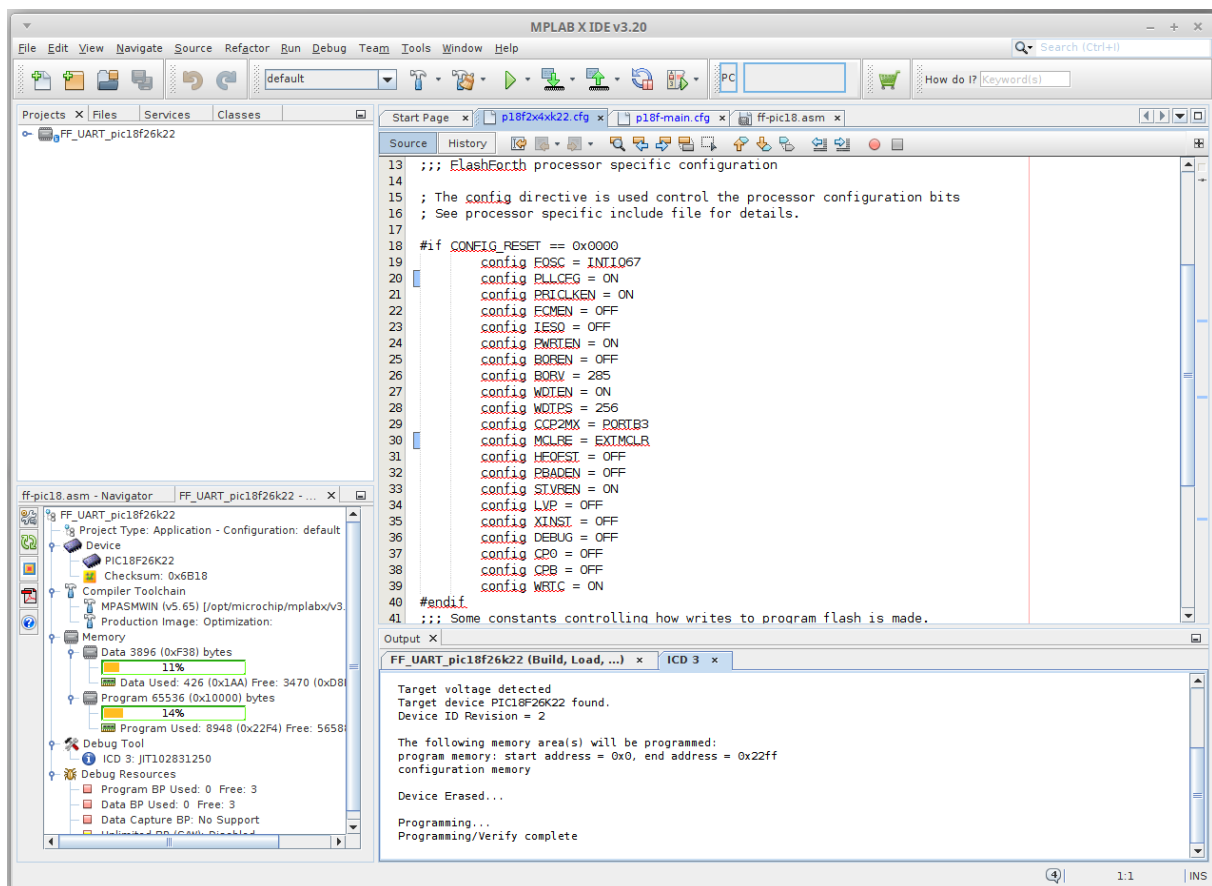 MPLAB X IDE v3.20
File Edit View Navigate Source Refactor Run Debug Team Tools Window Help
Search (Ctrl+I)
default
PC
How do I? Keyword(s)
Projects X Files Services Classes
FF_UART_pic18f26k22
Start Page x p18f2x4xk22.cfg x p18f-main.cfg x ff-pic18.asm x
Source History
13 ;;; FlashForth processor specific configuration
14
15 ; The config directive is used control the processor configuration bits
16 ; See processor specific include file for details.
17
18 #if CONFIG_RESET == 0x0000
19 config FOSC = INTIO67
20 config PLLCFG = ON
21 config PRICLKEN = ON
22 config FCMEN = OFF
23 config IESO = OFF
24 config PWRTEN = ON
25 config BOREN = OFF
26 config BORV = 285
27 config WDTEN = ON
28 config WDTPS = 256
29 config CCP2MX = PORTB3
30 config MCLRE = EXTMCLR
31 config HFOFST = OFF
32 config PBADEN = OFF
33 config STVREN = ON
34 config LVP = OFF
35 config XINST = OFF
36 config DEBUG = OFF
37 config CP0 = OFF
38 config CPB = OFF
39 config WRTC = ON
40 #endif
41 ;;; Some constants controlling how writes to program flash is made.
ff-pic18.asm - Navigator FF_UART_pic18f26k22 - ... X
FF_UART_pic18f26k22
Project Type: Application - Configuration: default
Device
PIC18F26K22
Checksum: 0x6B18
Compiler Toolchain
MPASMWIN (v5.65) [/opt/microchip/mplabx/v3.
Production Image: Optimization:
Memory
Data 3896 (0xF38) bytes
11%
Data Used: 426 (0x1AA) Free: 3470 (0xD8
Program 65536 (0x10000) bytes
14%
Program Used: 8948 (0x22F4) Free: 5658
Debug Tool
ICD 3: JIT102831250
Debug Resources
Program BP Used: 0 Free: 3
Data BP Used: 0 Free: 3
Data Capture BP: No Support
Unlimited BP (S/W): Disabled
Output X
FF_UART_pic18f26k22 (Build, Load, ...) x ICD 3 x
Target voltage detected
Target device PIC18F26K22 found.
Device ID Revision = 2
The following memory area(s) will be programmed:
program memory: start address = 0x0, end address = 0x22ff
configuration memory
Device Erased...
Programming...
Programming/Verify complete
4 1:1 INS